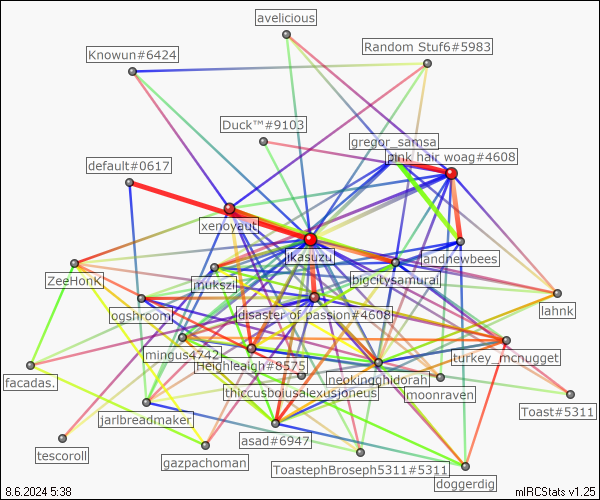 avelicious
Random Stuf6#5983
Knowun#6424
Duck™#9103
gregor_samsa
pink hair woag#4608
default#0617
xenoyaut
ikasuzu
landnewbees
ZeeHonK
mukszi
bigcitysamurai
lahnk
ogshroom
disaster of passion#4608
mingus4742
turkey_mcnugget
Heighleaigh#8575
neokingghidorah
facadas.
thiccusbolusalexusjoneus
moonraven
jarlbreadmaker
Toast#5311
asad#6947
tescoroll
gazpachoman
ToastephBroseph5311#5311
doggerdig
8.6.2024 5:38
mIRCStats v1.25